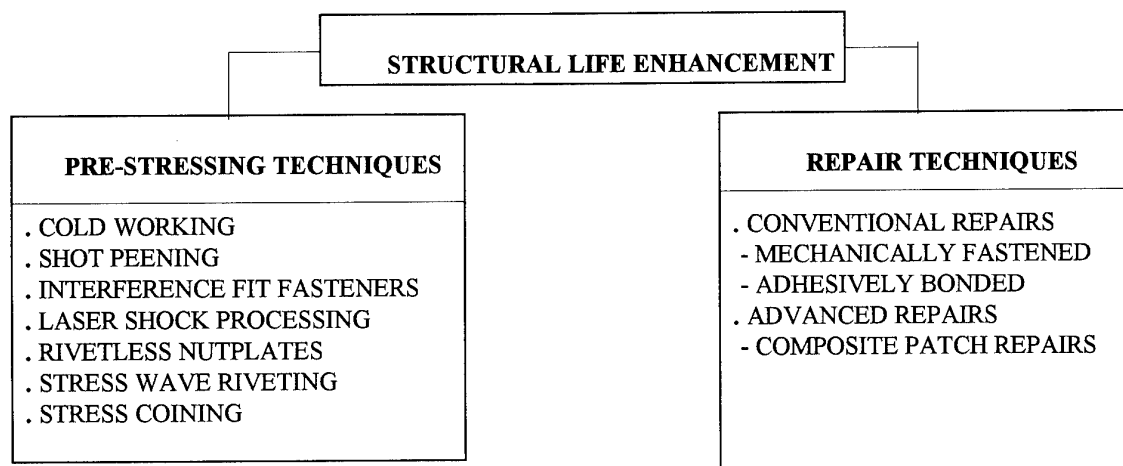 STRUCTURAL LIFE ENHANCEMENT
PRE-STRESSING TECHNIQUES
. COLD WORKING
. SHOT PEENING
. INTERFERENCE FIT FASTENERS
. LASER SHOCK PROCESSING
. RIVETLESS NUTPLATES
. STRESS WAVE RIVETING
. STRESS COINING
REPAIR TECHNIQUES
. CONVENTIONAL REPAIRS
- MECHANICALLY FASTENED
- ADHESIVELY BONDED
. ADVANCED REPAIRS
- COMPOSITE PATCH REPAIRS